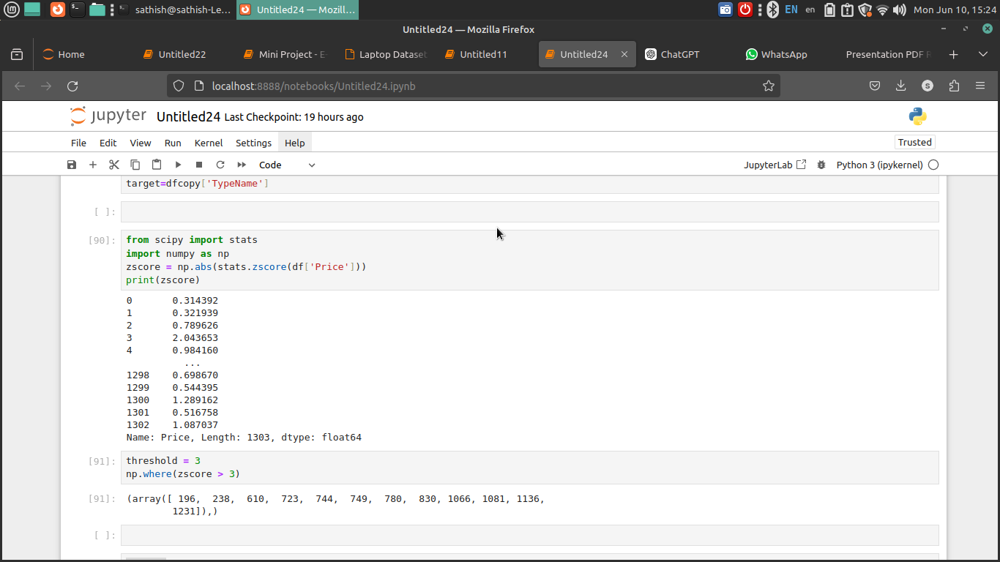 sathish@sathish-Le...
Untitled24 — Mozill...
EN
en
Mon Jun 10, 15:24
Untitled24 — Mozilla Firefox
Home
Untitled22
Mini Project - E
Laptop Dataset
Untitled11
Untitled24
ChatGPT
WhatsApp
Presentation PDF R
localhost:8888/notebooks/Untitled24.ipynb
S
jupyter
Untitled24 Last Checkpoint: 19 hours ago
File Edit View Run Kernel Settings Help
Trusted
Code
JupyterLab
Python 3 (ipykernel)
target=dfcopy['TypeName']
[ ]:
[90]:
from scipy import stats
import numpy as np
zscore = np.abs(stats.zscore(df['Price']))
print(zscore)
0 0.314392
1 0.321939
2 0.789626
3 2.043653
4 0.984160
...
1298 0.698670
1299 0.544395
1300 1.289162
1301 0.516758
1302 1.087037
Name: Price, Length: 1303, dtype: float64
[91]:
threshold = 3
np.where(zscore > 3)
[91]:
(array([ 196, 238, 610, 723, 744, 749, 780, 830, 1066, 1081, 1136,
1231]),)
[ ]: